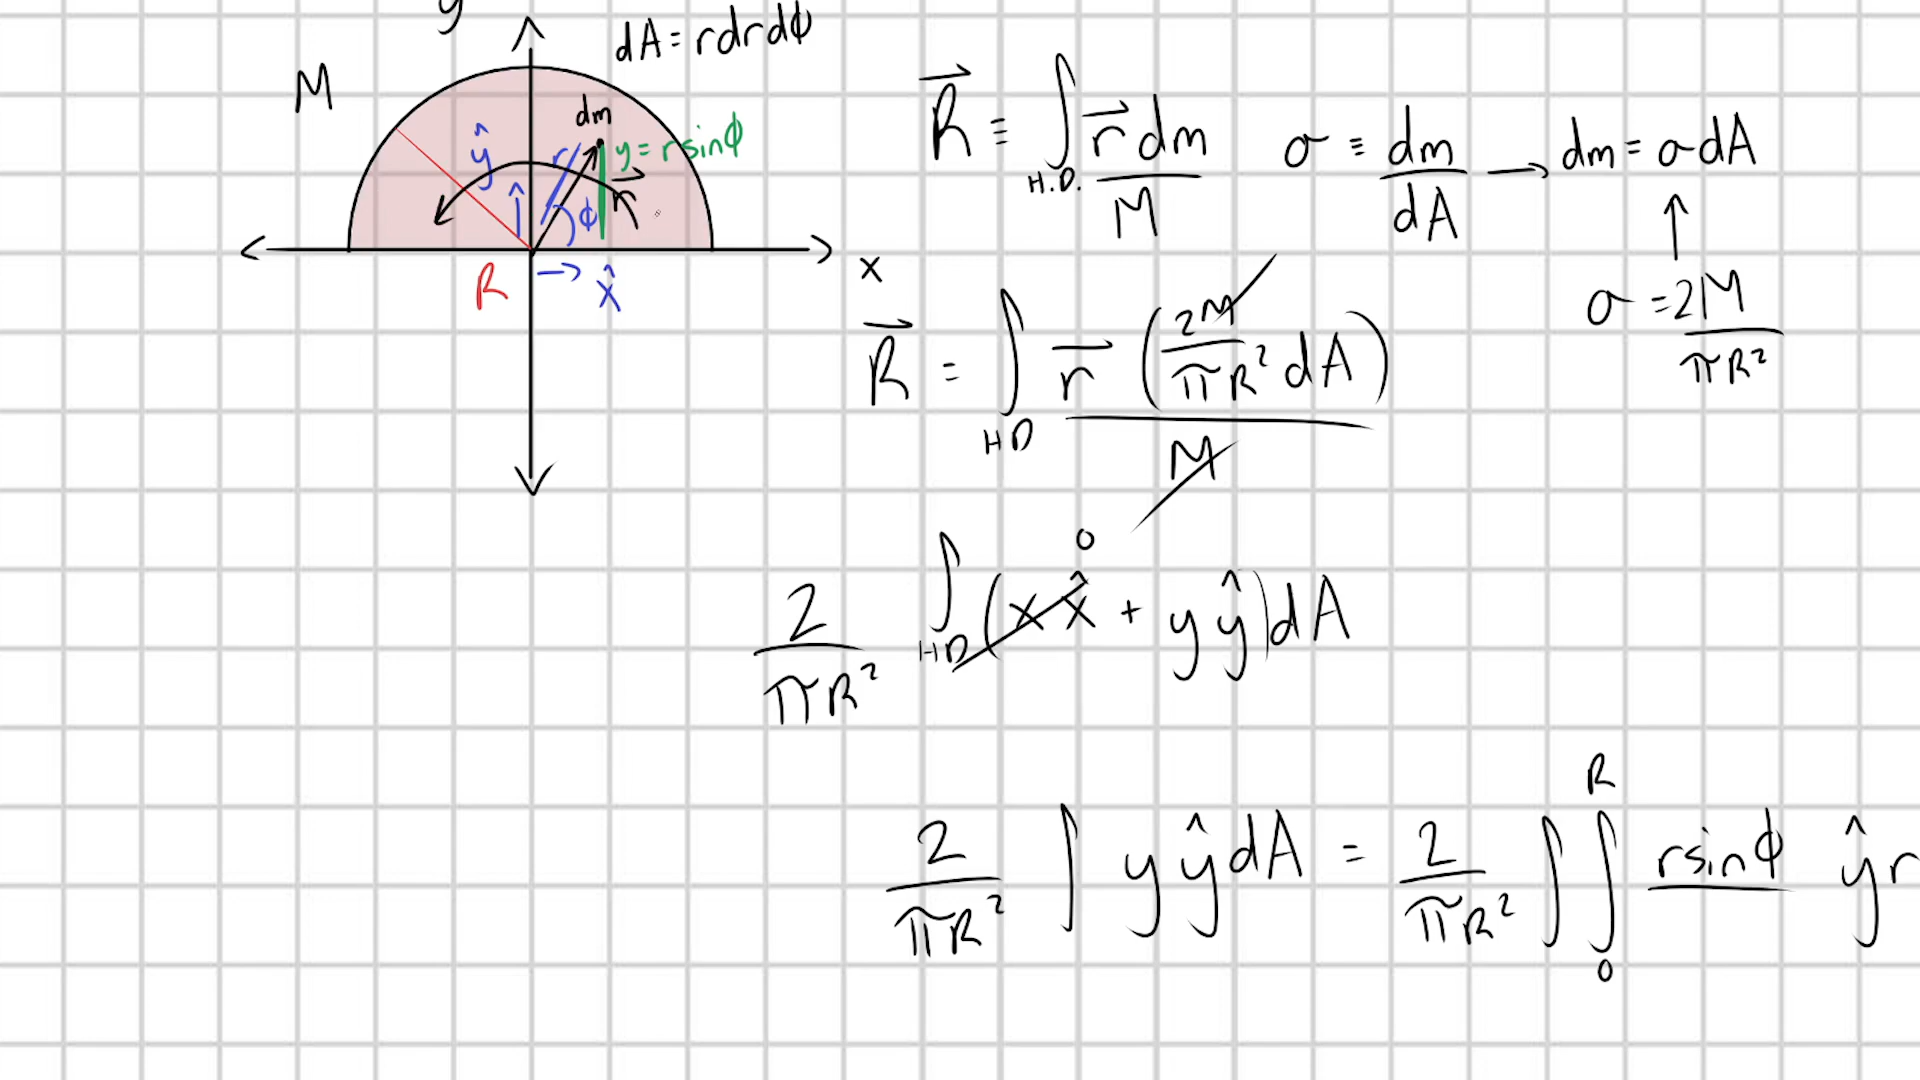 y
dA = rdrdϕ
M
dm
ŷ
r
y = rsinϕ
r⃗
ϕ
R
x̂
x
R⃗ ≡ ∫ r⃗ dm / M
H.D.
σ ≡ dm / dA → dm = σdA
σ = 2M / πR²
R⃗ = ∫ r⃗ (2M / πR² dA) / M
HD
0
2 / πR² ∫ (x x̂ + y ŷ) dA
HD
R
2 / πR² ∫ y ŷ dA = 2 / πR² ∫ ∫ rsinϕ ŷ r
0